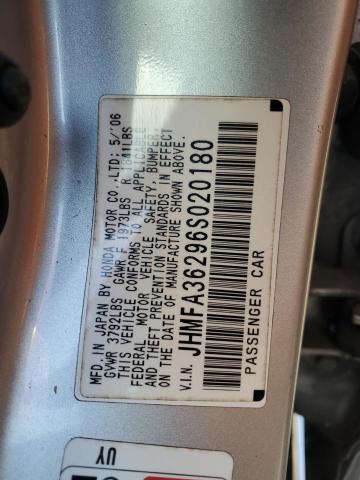 MFD. IN JAPAN BY HONDA MOTOR CO.,LTD; 5/'06
GVWR 3792LBS GAWR F 1973LBS R 1841LBS
THIS VEHICLE CONFORMS TO ALL APPLICABLE
FEDERAL MOTOR VEHICLE SAFETY, BUMPER,
AND THEFT PREVENTION STANDARDS IN EFFECT
ON THE DATE OF MANUFACTURE SHOWN ABOVE.
V.I.N. JHMFA36296S020180
PASSENGER CAR
UY